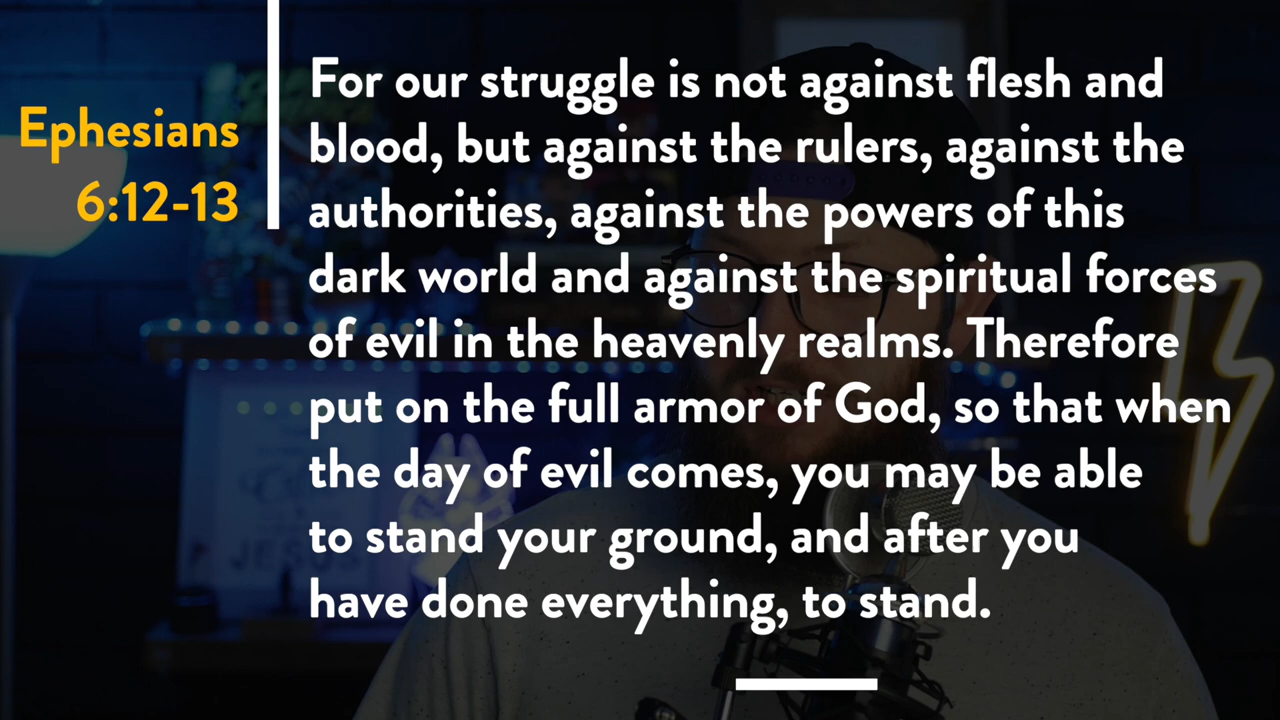 Ephesians
6:12-13
For our struggle is not against flesh and
blood, but against the rulers, against the
authorities, against the powers of this
dark world and against the spiritual forces
of evil in the heavenly realms. Therefore
put on the full armor of God, so that when
the day of evil comes, you may be able
to stand your ground, and after you
have done everything, to stand.
JESUS